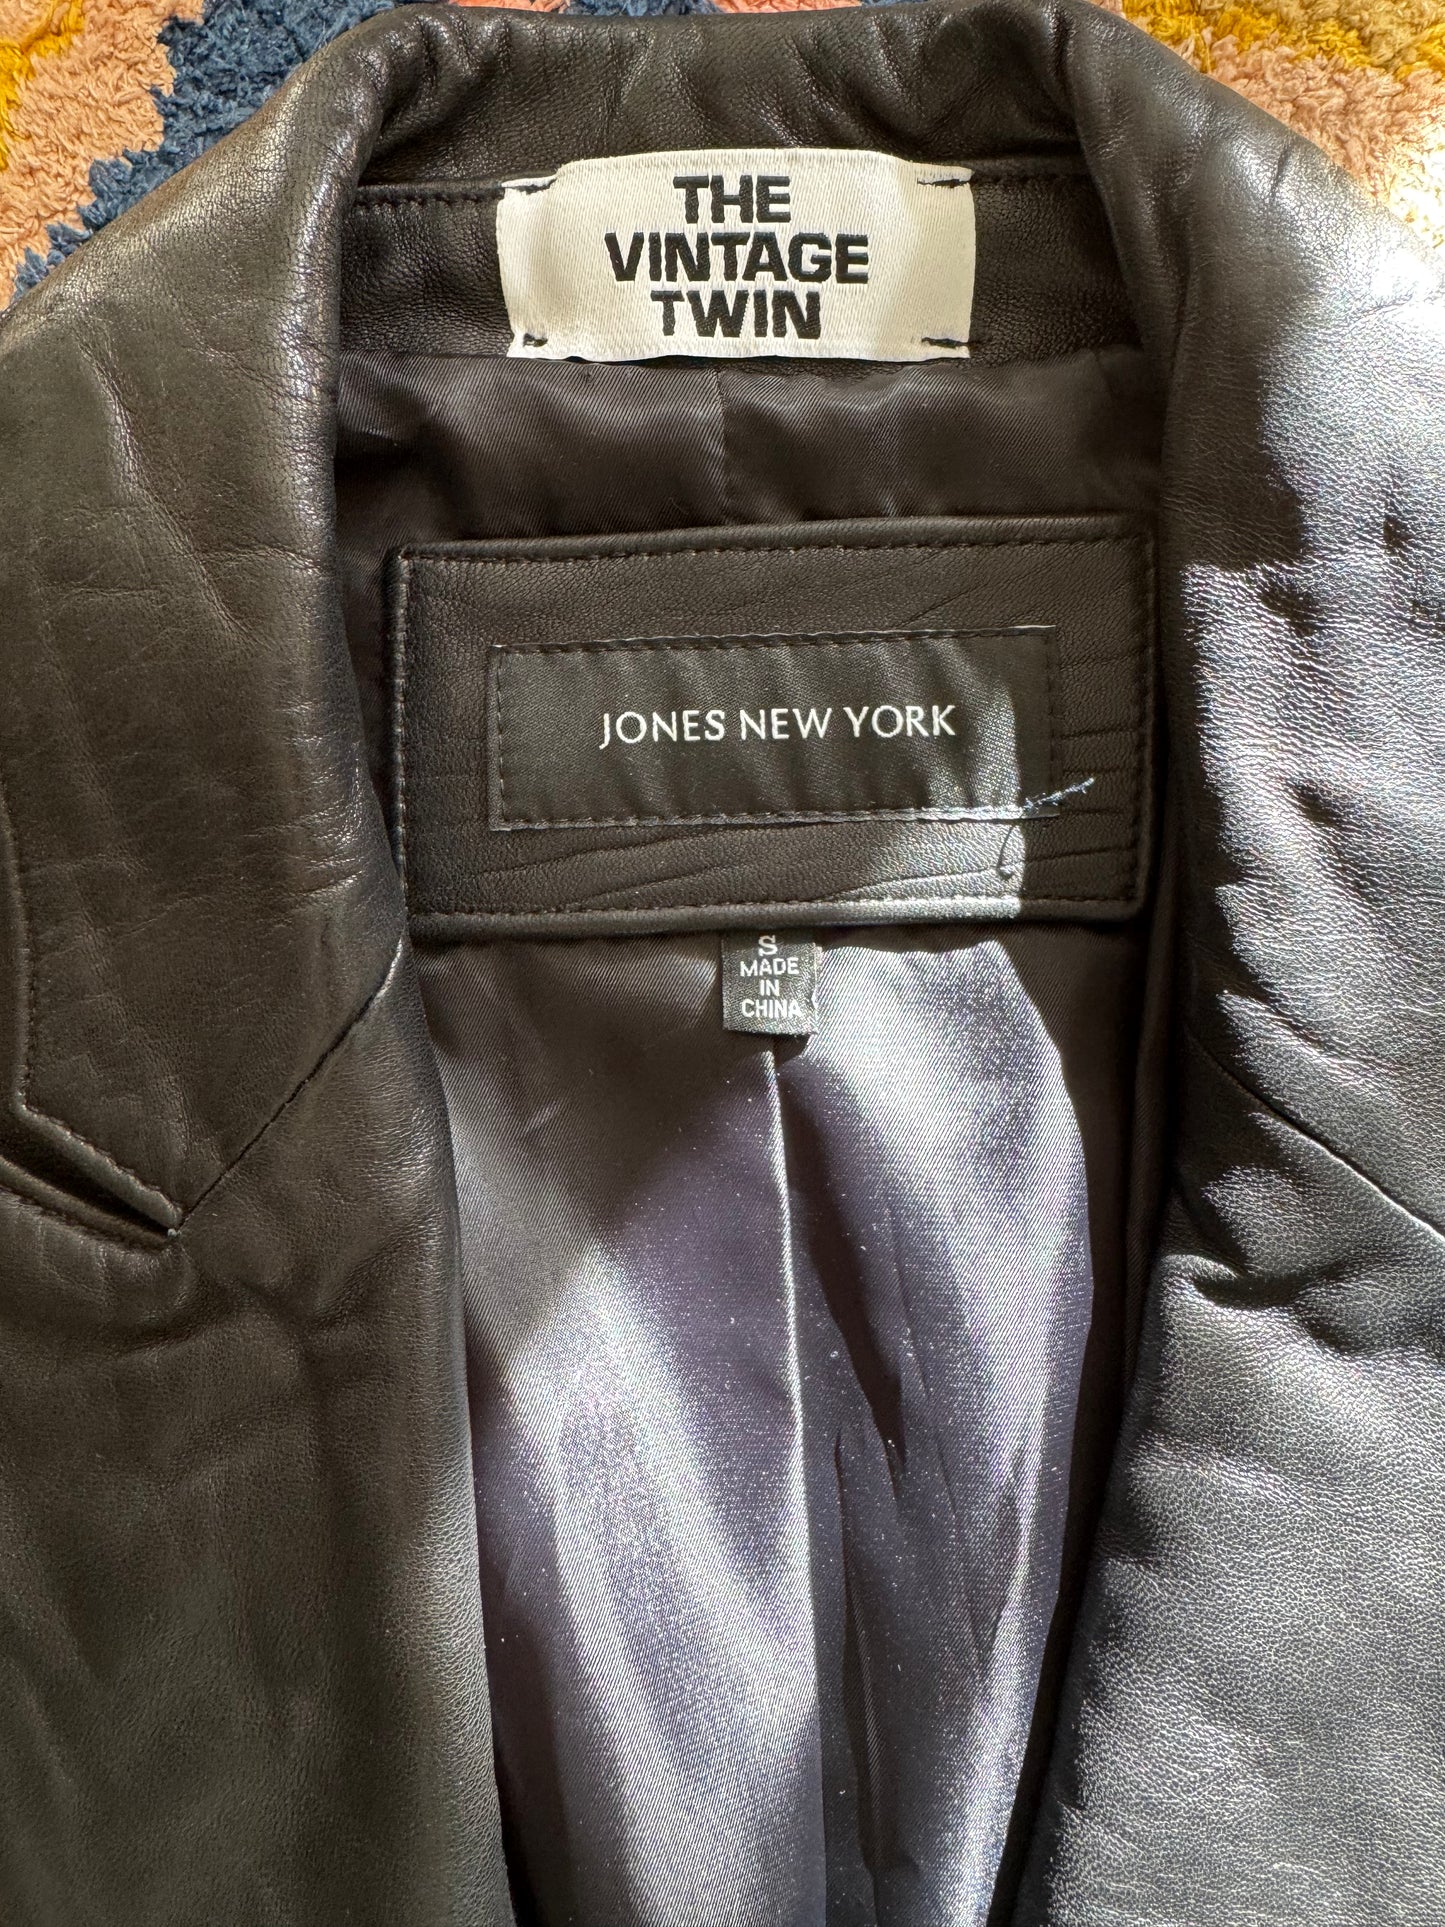 THE
VINTAGE
TWIN
JONES NEW YORK
S
MADE
IN
CHINA